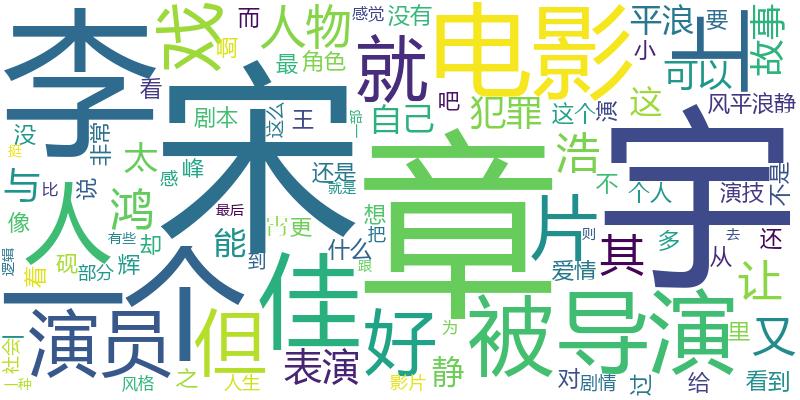 李
宋
章
宇
一个
电影
戏
而
啊
人物
感觉
没有
最
角色
就
平浪
小
要
上
可以
故事
看
没
非常
剧本
这么
王
自己
吧
犯罪
这个
这
演
风平浪静
与
说
太
感
峰
还是
就是
浩
不
个人
演技
不是
人
比
像
鸿
最后
想
把
什么
片
其
多
从
还
逻辑
着
砚
有些
部分
却
辉
能
到
更
佳
跟
爱情
则
去
让
演员
但
好
被
导演
里
又
社会
一种
风格
之
人生
表演
静
为
影片
对
剧情
过
给
看到
挺